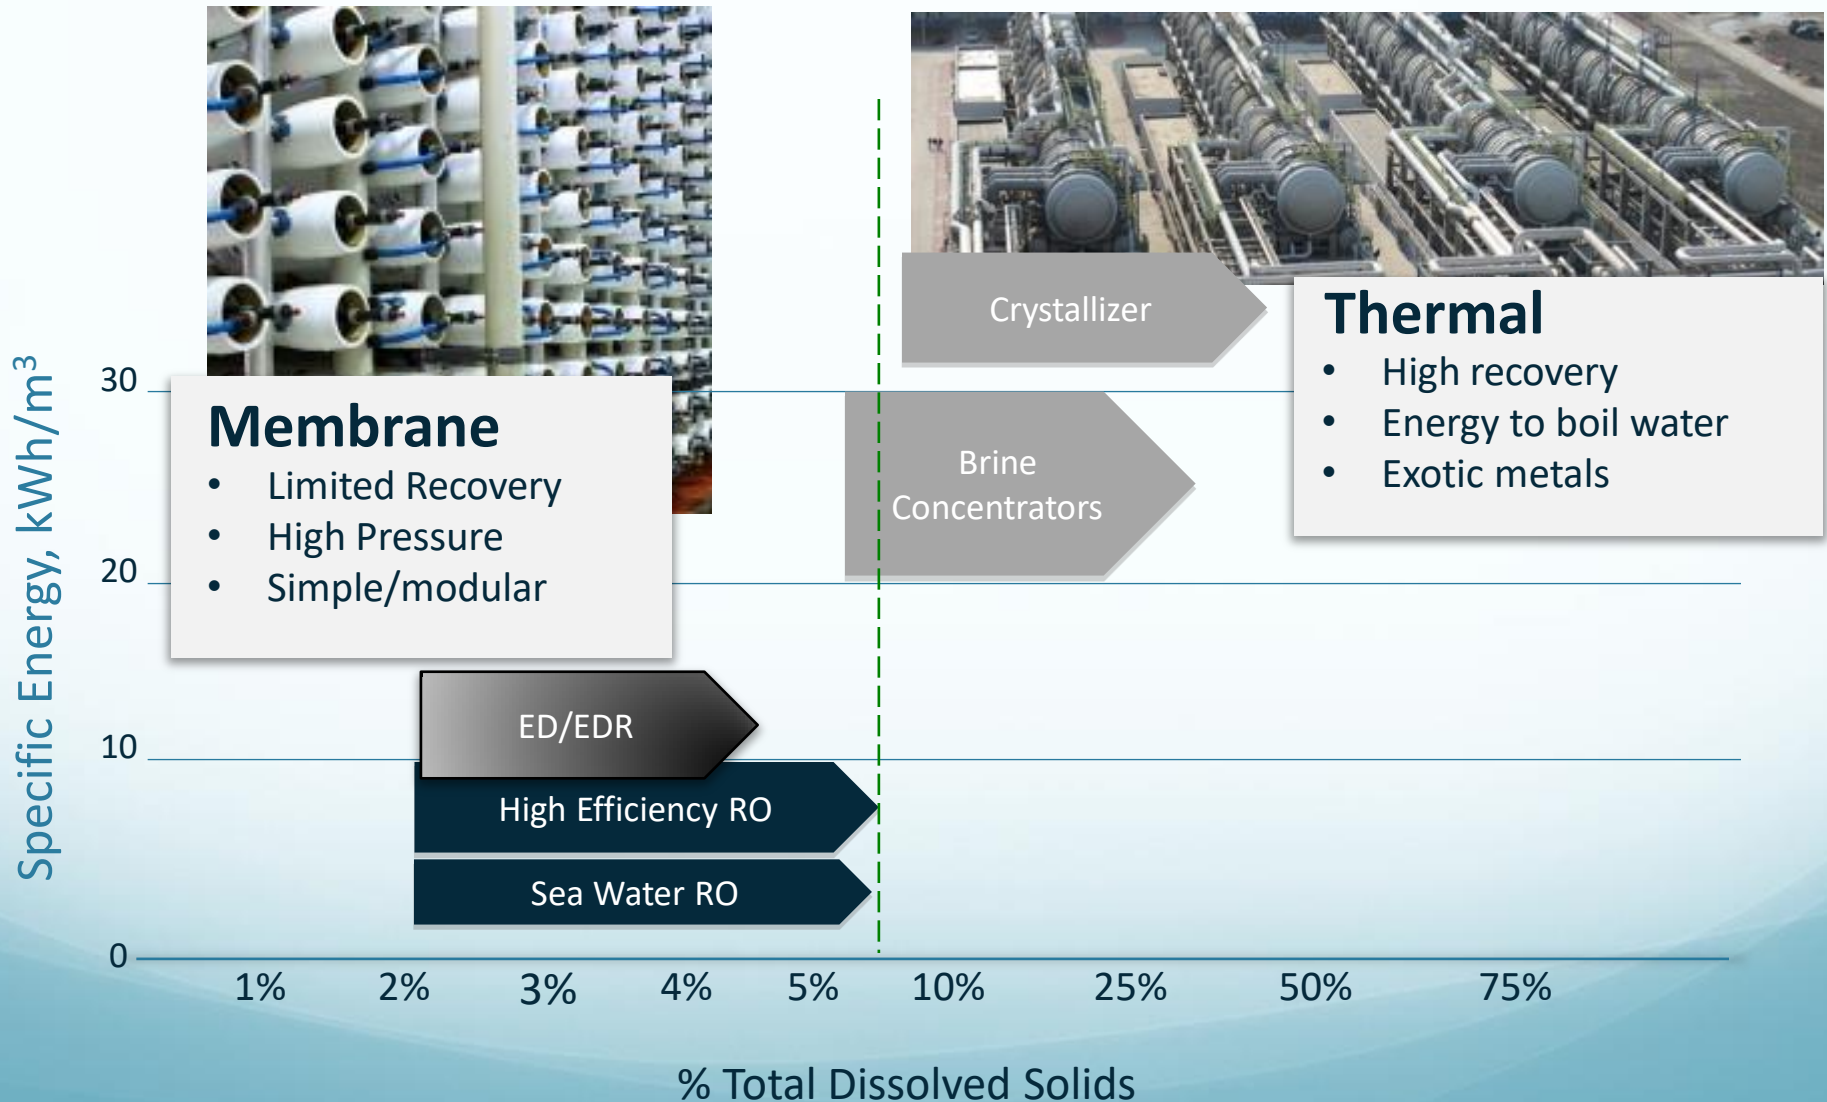 Specific Energy, kWh/m³
30
20
10
0
Membrane
• Limited Recovery
• High Pressure
• Simple/modular
Crystallizer
Brine
Concentrators
Thermal
• High recovery
• Energy to boil water
• Exotic metals
ED/EDR
High Efficiency RO
Sea Water RO
1% 2% 3% 4% 5% 10% 25% 50% 75%
% Total Dissolved Solids